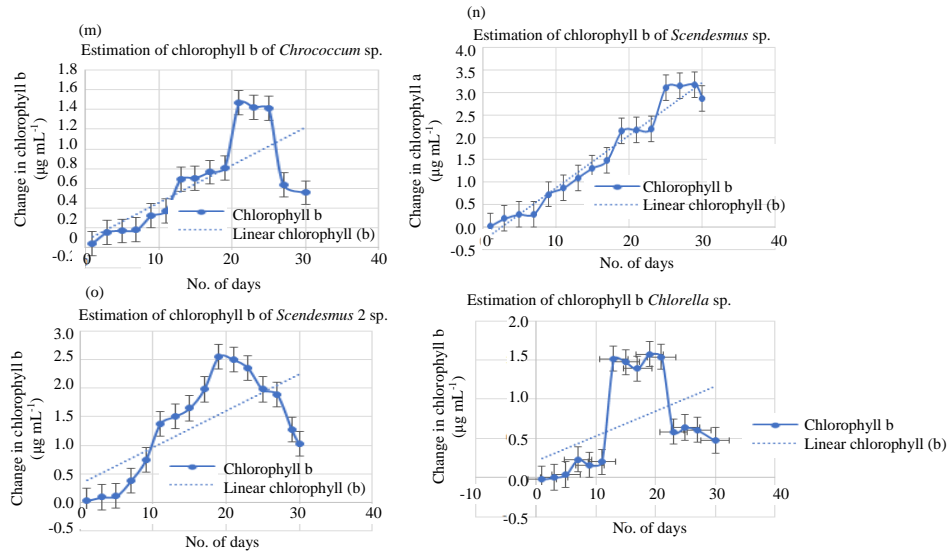 (m)
Estimation of chlorophyll b of Chrococcum sp.
Change in chlorophyll b
(µg mL-1)
1.8
1.6
1.4
1.2
1.0
0.8
0.6
0.4
0.2
0
0
10
20
30
40
Chlorophyll b
Linear chlorophyll (b)
No. of days
(n)
Estimation of chlorophyll b of Scendesmus sp.
Change in chlorophyll a
(µg mL-1)
4.0
3.5
3.0
2.5
2.0
1.5
1.0
0.5
0.0
-0.5
0
10
20
30
40
Chlorophyll b
Linear chlorophyll (b)
No. of days
(o)
Estimation of chlorophyll b of Scendesmus 2 sp.
Change in chlorophyll b
(µg mL-1)
3.0
2.5
2.0
1.5
1.0
0.5
0.0
-0.5
0
10
20
30
40
Chlorophyll b
Linear chlorophyll (b)
No. of days
Estimation of chlorophyll b Chlorella sp.
Change in chlorophyll b
(µg mL-1)
2.0
1.5
1.0
0.5
0.0
-0.5
-10
0
10
20
30
40
Chlorophyll b
Linear chlorophyll (b)
No. of days